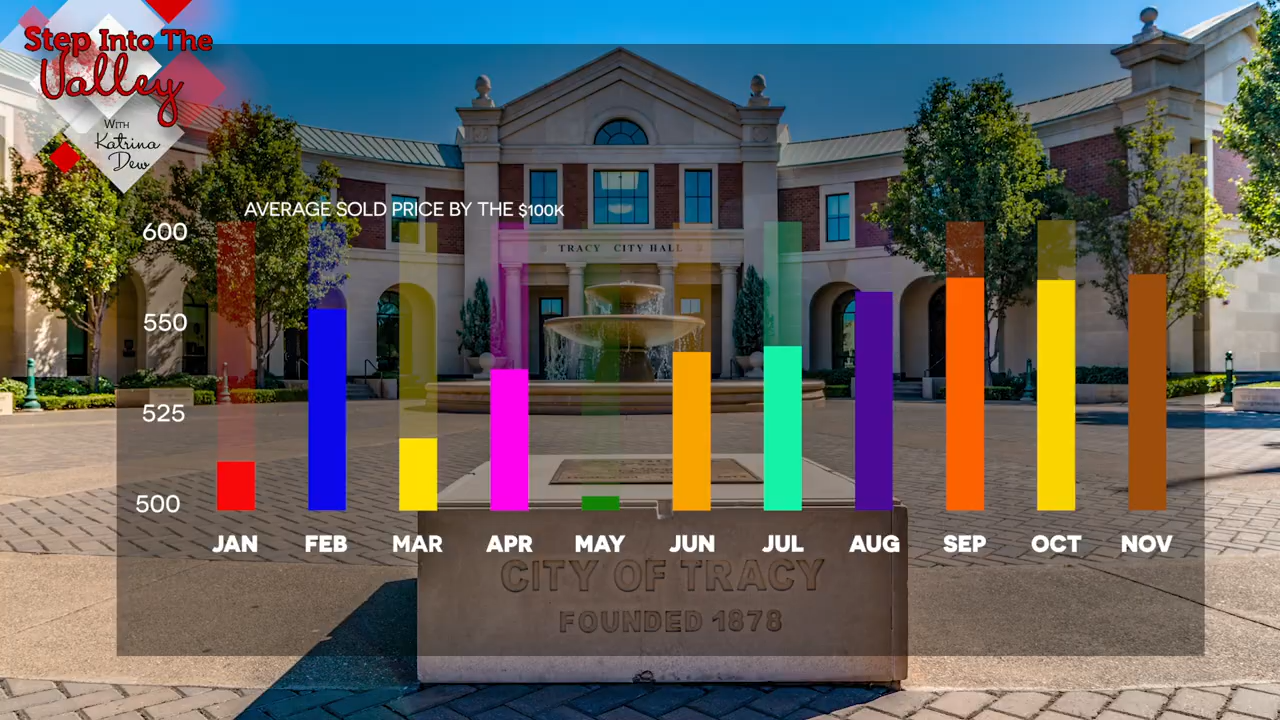 Step Into The
Valley
WITH
Katrina
Dew
AVERAGE SOLD PRICE BY THE $100K
600
550
525
500
TRACY CITY HALL
JAN FEB MAR APR MAY JUN JUL AUG SEP OCT NOV
CITY OF TRACY
FOUNDED 1878